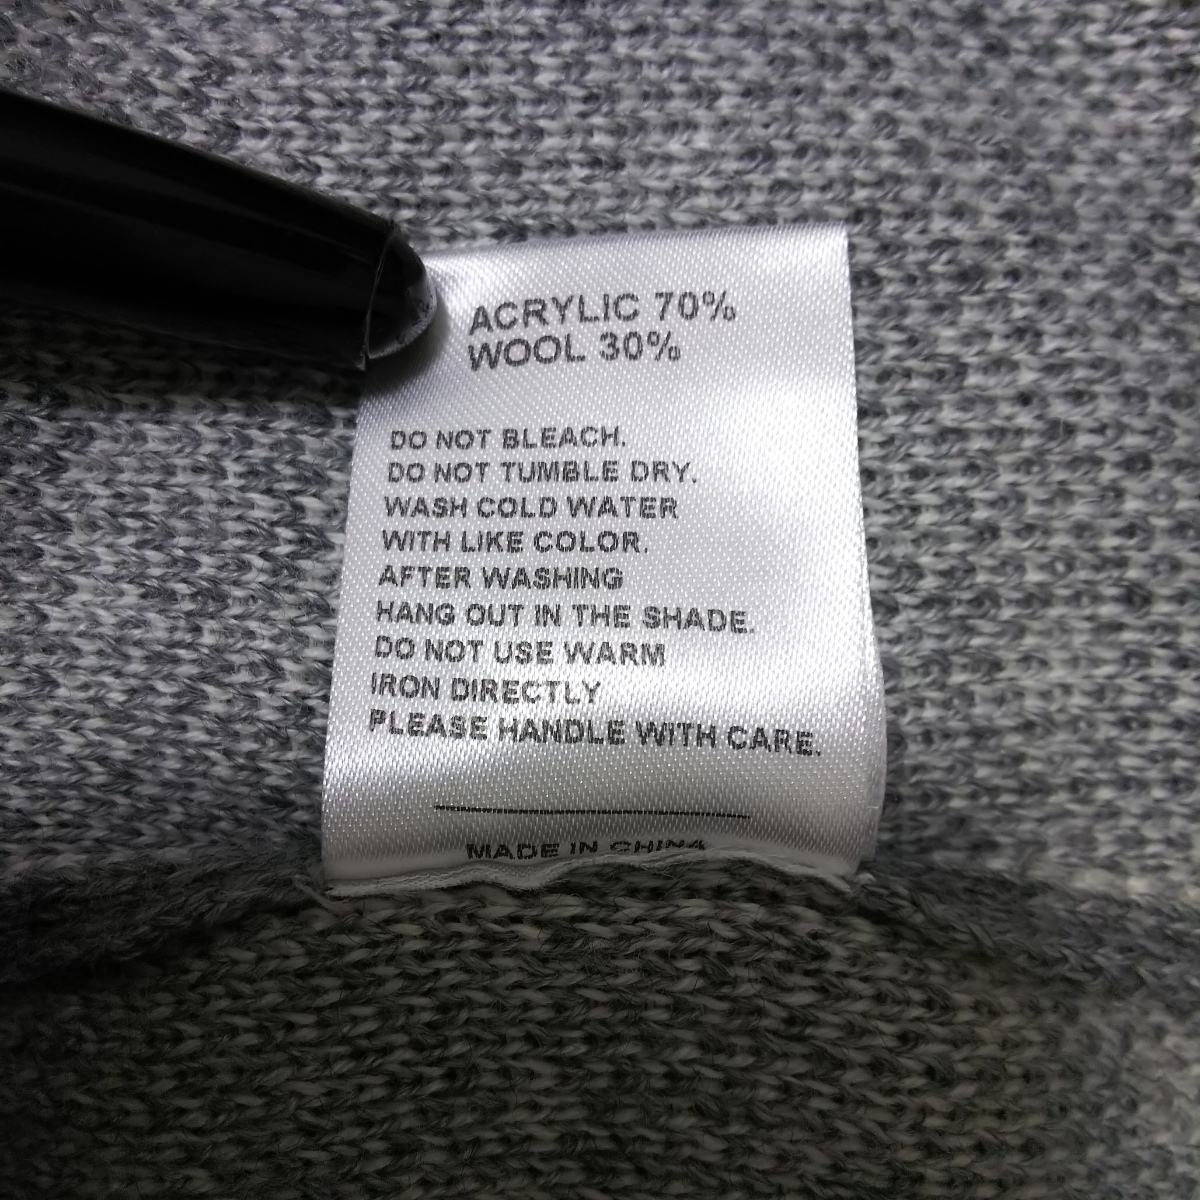 ACRYLIC 70%
WOOL 30%
DO NOT BLEACH.
DO NOT TUMBLE DRY.
WASH COLD WATER
WITH LIKE COLOR.
AFTER WASHING
HANG OUT IN THE SHADE.
DO NOT USE WARM
IRON DIRECTLY
PLEASE HANDLE WITH CARE.
MADE IN CHINA